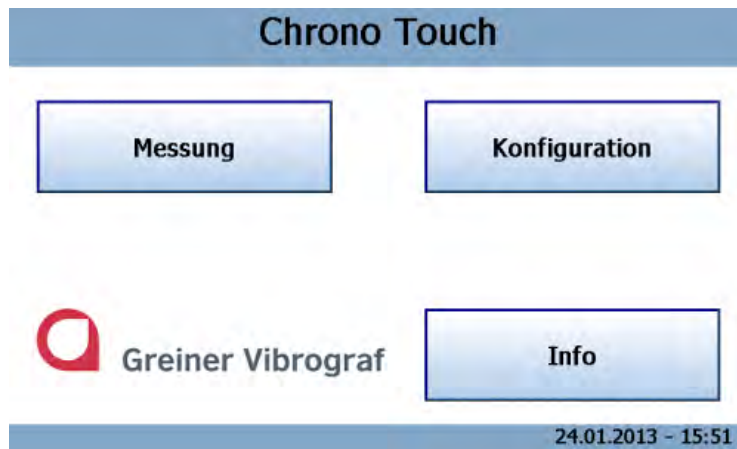 Chrono Touch
Messung
Konfiguration
Greiner Vibrograf
Info
24.01.2013 - 15:51